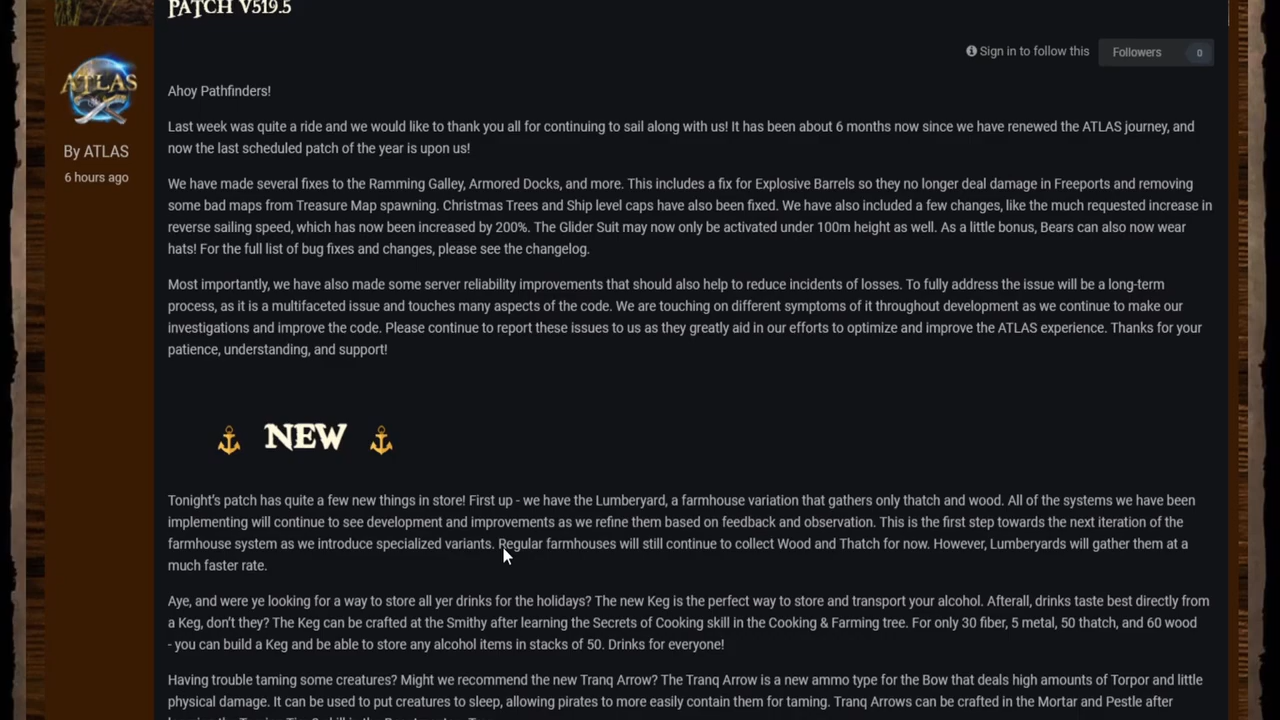 PATCH V519.5
Sign in to follow this
Followers
0
ATLAS
By ATLAS
6 hours ago
Ahoy Pathfinders!
Last week was quite a ride and we would like to thank you all for continuing to sail along with us! It has been about 6 months now since we have renewed the ATLAS journey, and
now the last scheduled patch of the year is upon us!
We have made several fixes to the Ramming Galley, Armored Docks, and more. This includes a fix for Explosive Barrels so they no longer deal damage in Freeports and removing
some bad maps from Treasure Map spawning. Christmas Trees and Ship level caps have also been fixed. We have also included a few changes, like the much requested increase in
reverse sailing speed, which has now been increased by 200%. The Glider Suit may now only be activated under 100m height as well. As a little bonus, Bears can also now wear
hats! For the full list of bug fixes and changes, please see the changelog.
Most importantly, we have also made some server reliability improvements that should also help to reduce incidents of losses. To fully address the issue will be a long-term
process, as it is a multifaceted issue and touches many aspects of the code. We are touching on different symptoms of it throughout development as we continue to make our
investigations and improve the code. Please continue to report these issues to us as they greatly aid in our efforts to optimize and improve the ATLAS experience. Thanks for your
patience, understanding, and support!
NEW
Tonight's patch has quite a few new things in store! First up - we have the Lumberyard, a farmhouse variation that gathers only thatch and wood. All of the systems we have been
implementing will continue to see development and improvements as we refine them based on feedback and observation. This is the first step towards the next iteration of the
farmhouse system as we introduce specialized variants. Regular farmhouses will still continue to collect Wood and Thatch for now. However, Lumberyards will gather them at a
much faster rate.
Aye, and were ye looking for a way to store all yer drinks for the holidays? The new Keg is the perfect way to store and transport your alcohol. Afterall, drinks taste best directly from
a Keg, don't they? The Keg can be crafted at the Smithy after learning the Secrets of Cooking skill in the Cooking & Farming tree. For only 30 fiber, 5 metal, 50 thatch, and 60 wood
- you can build a Keg and be able to store any alcohol items in stacks of 50. Drinks for everyone!
Having trouble taming some creatures? Might we recommend the new Tranq Arrow? The Tranq Arrow is a new ammo type for the Bow that deals high amounts of Torpor and little
physical damage. It can be used to put creatures to sleep, allowing pirates to more easily contain them for taming. Tranq Arrows can be crafted in the Mortar and Pestle after